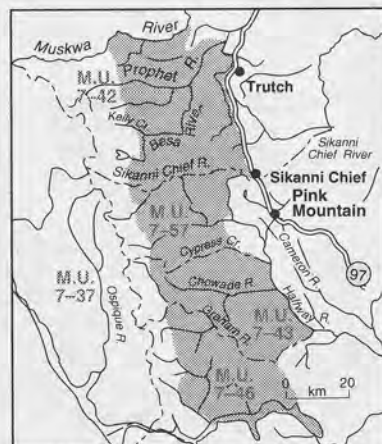 River
Muskwa
M.U.
7–42
Prophet
R.
Trutch
Keily Cr.
Besa
River
Sikanni
Chief River
Sikanni Chief R.
Sikanni Chief
Pink
Mountain
M.U.
7–57
Cypress Cr.
Cameron R.
97
M.U.
7–37
Ospique R.
Chowade R.
Halfway R.
Graham R.
M.U.
7–43
M.U.
7–46
0 20
km